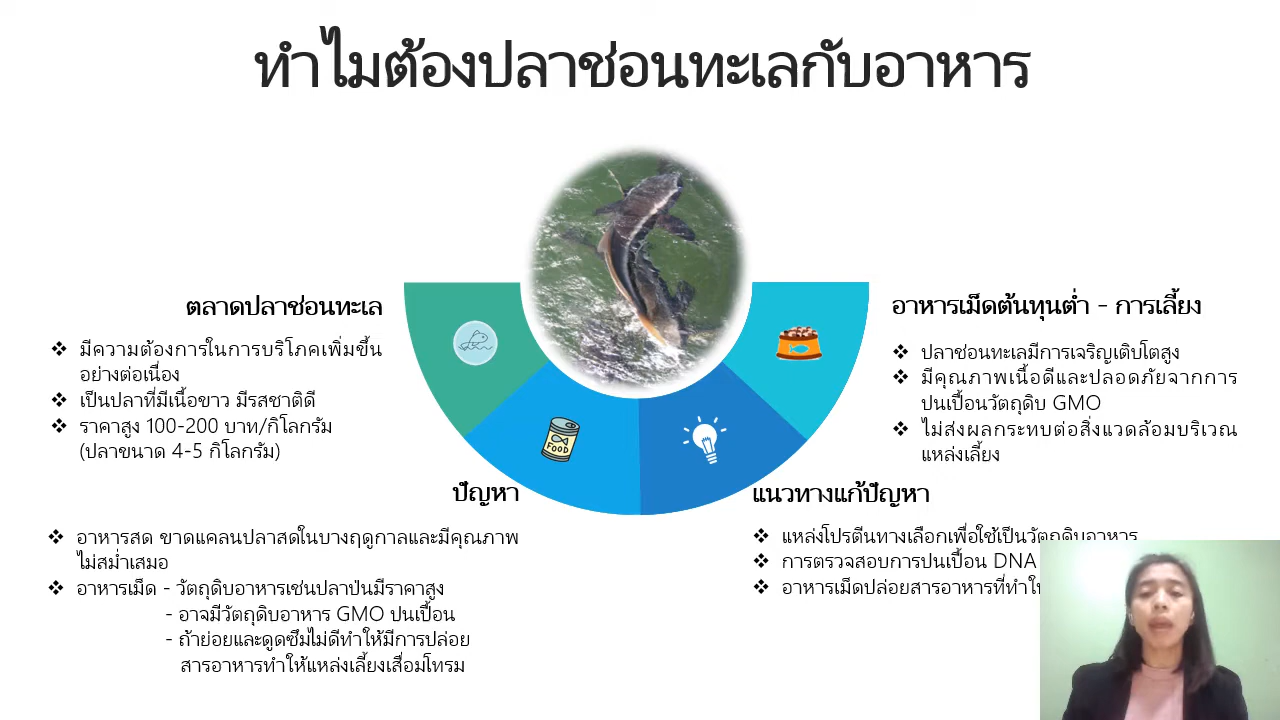 ทำไมต้องปลาช่อนทะเลกับอาหาร
ตลาดปลาช่อนทะเล
❖ มีความต้องการในการบริโภคเพิ่มขึ้น
อย่างต่อเนื่อง
❖ เป็นปลาที่มีเนื้อขาว มีรสชาติดี
❖ ราคาสูง 100-200 บาท/กิโลกรัม
(ปลาขนาด 4-5 กิโลกรัม)
ปัญหา
❖ อาหารสด ขาดแคลนปลาสดในบางฤดูกาลและมีคุณภาพ
ไม่สม่ำเสมอ
❖ อาหารเม็ด - วัตถุดิบอาหารเช่นปลาป่นมีราคาสูง
- อาจมีวัตถุดิบอาหาร GMO ปนเปื้อน
- ถ้าย่อยและดูดซึมไม่ดีทำให้มีการปล่อย
สารอาหารทำให้แหล่งเลี้ยงเสื่อมโทรม
FOOD
อาหารเม็ดต้นทุนต่ำ - การเลี้ยง
❖ ปลาช่อนทะเลมีการเจริญเติบโตสูง
❖ มีคุณภาพเนื้อดีและปลอดภัยจากการ
ปนเปื้อนวัตถุดิบ GMO
❖ ไม่ส่งผลกระทบต่อสิ่งแวดล้อมบริเวณ
แหล่งเลี้ยง
แนวทางแก้ปัญหา
❖ แหล่งโปรตีนทางเลือกเพื่อใช้เป็นวัตถุดิบอาหาร
❖ การตรวจสอบการปนเปื้อน DNA
❖ อาหารเม็ดปล่อยสารอาหารที่ทำให้